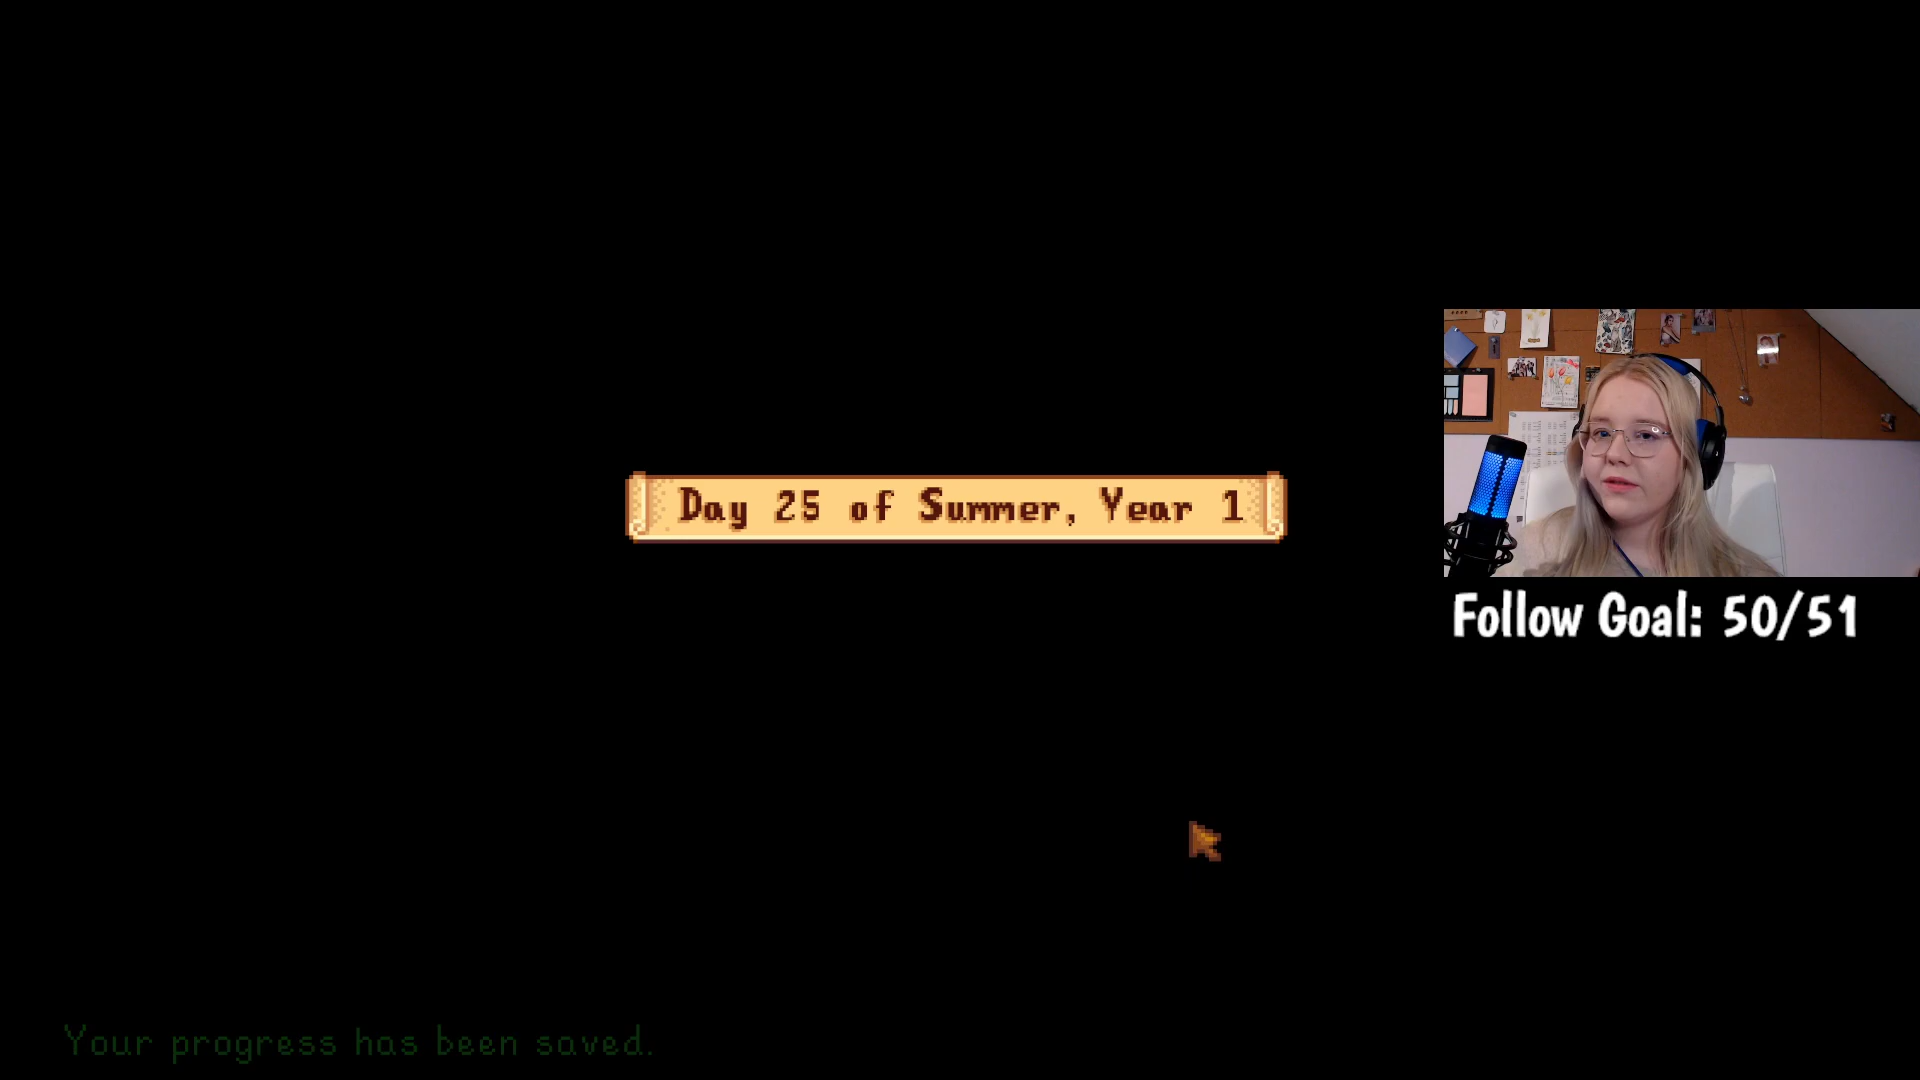 Day 25 of Summer, Year 1
Follow Goal: 50/51
Your progress has been saved.